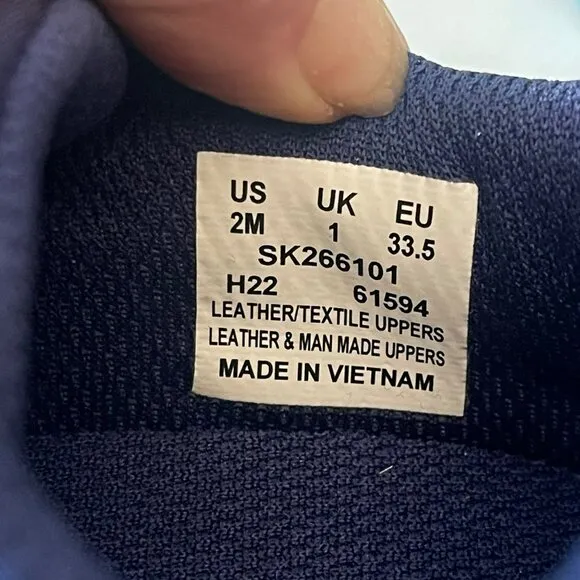 US UK EU
2M 1 33.5
SK266101
H22 61594
LEATHER/TEXTILE UPPERS
LEATHER & MAN MADE UPPERS
MADE IN VIETNAM